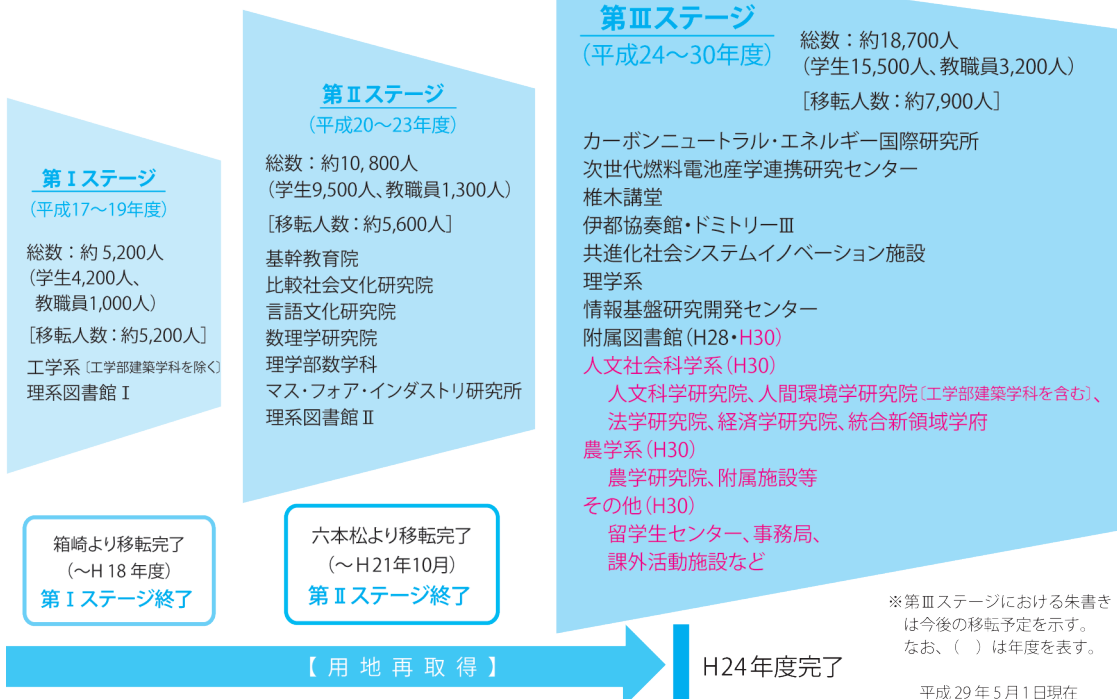 第Ⅰステージ
(平成17~19年度)
総数:約5,200人
(学生4,200人、
教職員1,000人)
[移転人数:約5,200人]
工学系〔工学部建築学科を除く〕
理系図書館Ⅰ
箱崎より移転完了
(~H18年度)
第Ⅰステージ終了
第Ⅱステージ
(平成20~23年度)
総数:約10,800人
(学生9,500人、教職員1,300人)
[移転人数:約5,600人]
基幹教育院
比較社会文化研究院
言語文化研究院
数理学研究院
理学部数学科
マス・フォア・インダストリ研究所
理系図書館Ⅱ
六本松より移転完了
(~H21年10月)
第Ⅱステージ終了
第Ⅲステージ
(平成24~30年度)
総数:約18,700人
(学生15,500人、教職員3,200人)
[移転人数:約7,900人]
カーボンニュートラル・エネルギー国際研究所
次世代燃料電池産学連携研究センター
椎木講堂
伊都協奏館・ドミトリーⅢ
共進化社会システムイノベーション施設
理学系
情報基盤研究開発センター
附属図書館(H28・H30)
人文社会科学系(H30)
人文科学研究院、人間環境学研究院〔工学部建築学科を含む〕、
法学研究院、経済学研究院、統合新領域学府
農学系(H30)
農学研究院、附属施設等
その他(H30)
留学生センター、事務局、
課外活動施設など
【用地再取得】
H24年度完了
※第Ⅲステージにおける朱書き
は今後の移転予定を示す。
なお、( )は年度を表す。
平成29年5月1日現在